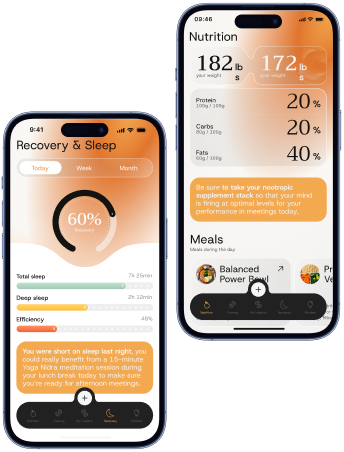 9:41
Recovery & Sleep
Today Week Month
60%
Recovery
Total sleep 7h 25min
Deep sleep 2h 12min
Efficiency 46%
You were short on sleep last night, you
could really benefit from a 15-minute
Yoga Nidra meditation session during
your lunch break today to make sure
you're ready for afternoon meetings.
09:46
Nutrition
182 lb
s
your weight
172 lb
s
your weight
Protein
100g / 100g
20 %
Carbs
80g / 100g
20 %
Fats
60g / 100g
40 %
Be sure to take your nootropic
supplement stack so that your mind
is firing at optimal levels for your
performance in meetings today.
Meals
Meals during the day
Balanced
Power Bowl
Pr
Ve